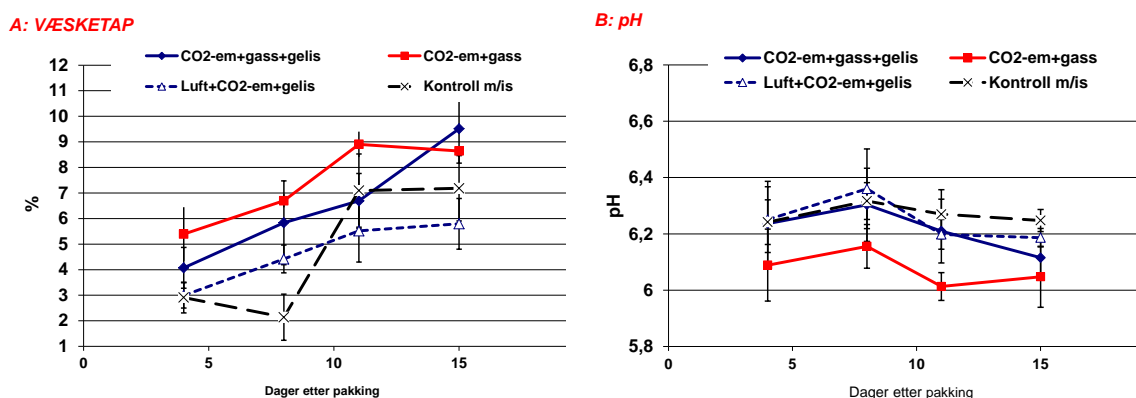 A: VÆSKETAP
CO2-em+gass+gelis
CO2-em+gass
Luft+CO2-em+gelis
Kontroll m/is
12
11
10
9
8
7
6
5
4
3
2
1
%
0
5
10
15
Dager etter pakking
B: pH
CO2-em+gass+gelis
CO2-em+gass
Luft+CO2-em+gelis
Kontroll m/is
6,8
6,6
6,4
6,2
6
5,8
pH
0
5
10
15
Dager etter pakking